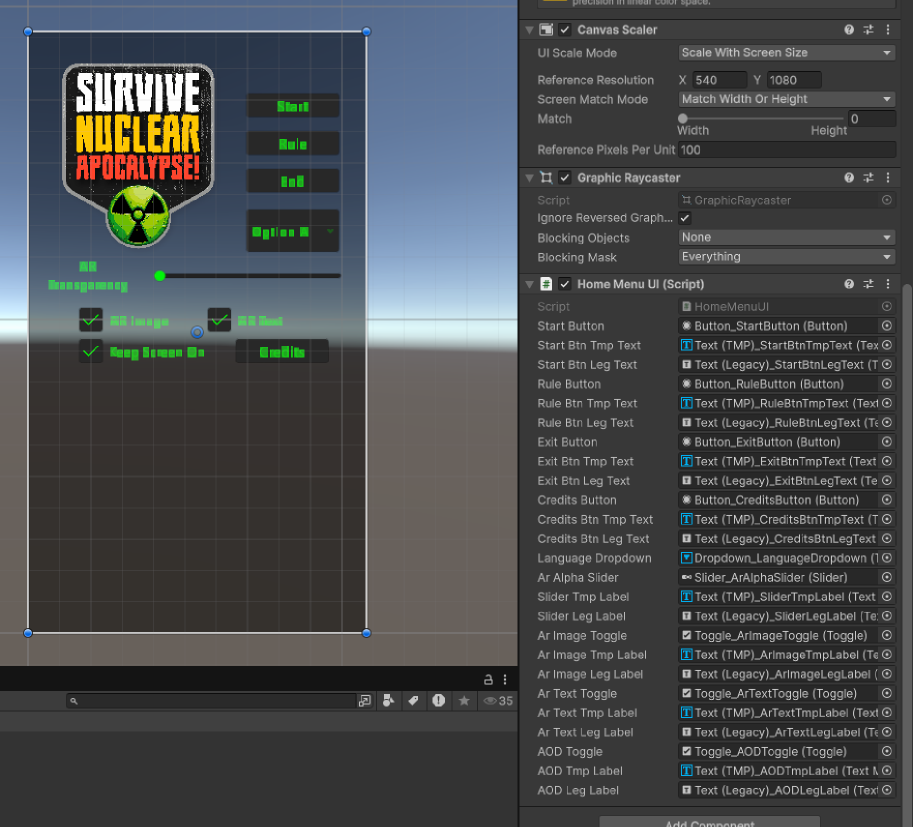 precision in linear color space.
Canvas Scaler
UI Scale Mode
Scale With Screen Size
Reference Resolution
X 540 Y 1080
Screen Match Mode
Match Width Or Height
Match
0
Width Height
Reference Pixels Per Unit
100
Graphic Raycaster
Script
GraphicRaycaster
Ignore Reversed Graph...
Blocking Objects
None
Blocking Mask
Everything
Home Menu UI (Script)
Script
HomeMenuUI
Start Button
Button_StartButton (Button)
Start Btn Tmp Text
Text (TMP)_StartBtnTmpText (Tex
Start Btn Leg Text
Text (Legacy)_StartBtnLegText (Te
Rule Button
Button_RuleButton (Button)
Rule Btn Tmp Text
Text (TMP)_RuleBtnTmpText (Text
Rule Btn Leg Text
Text (Legacy)_RuleBtnLegText (Te
Exit Button
Button_ExitButton (Button)
Exit Btn Tmp Text
Text (TMP)_ExitBtnTmpText (Text
Exit Btn Leg Text
Text (Legacy)_ExitBtnLegText (Tex
Credits Button
Button_CreditsButton (Button)
Credits Btn Tmp Text
Text (TMP)_CreditsBtnTmpText (T
Credits Btn Leg Text
Text (Legacy)_CreditsBtnLegText
Language Dropdown
Dropdown_LanguageDropdown (T
Ar Alpha Slider
Slider_ArAlphaSlider (Slider)
Slider Tmp Label
Text (TMP)_SliderTmpLabel (Text
Slider Leg Label
Text (Legacy)_SliderLegLabel (Te
Ar Image Toggle
Toggle_ArImageToggle (Toggle)
Ar Image Tmp Label
Text (TMP)_ArImageTmpLabel (Te
Ar Image Leg Label
Text (Legacy)_ArImageLegLabel (
Ar Text Toggle
Toggle_ArTextToggle (Toggle)
Ar Text Tmp Label
Text (TMP)_ArTextTmpLabel (Text
Ar Text Leg Label
Text (Legacy)_ArTextLegLabel (Te
AOD Toggle
Toggle_AODToggle (Toggle)
AOD Tmp Label
Text (TMP)_AODTmpLabel (Text M
AOD Leg Label
Text (Legacy)_AODLegLabel (Text
Add Component
SURVIVE
NUCLEAR
APOCALYPSE!
Start
Rule
Option
Transparency
Image
Keep Screen On
Credits
35